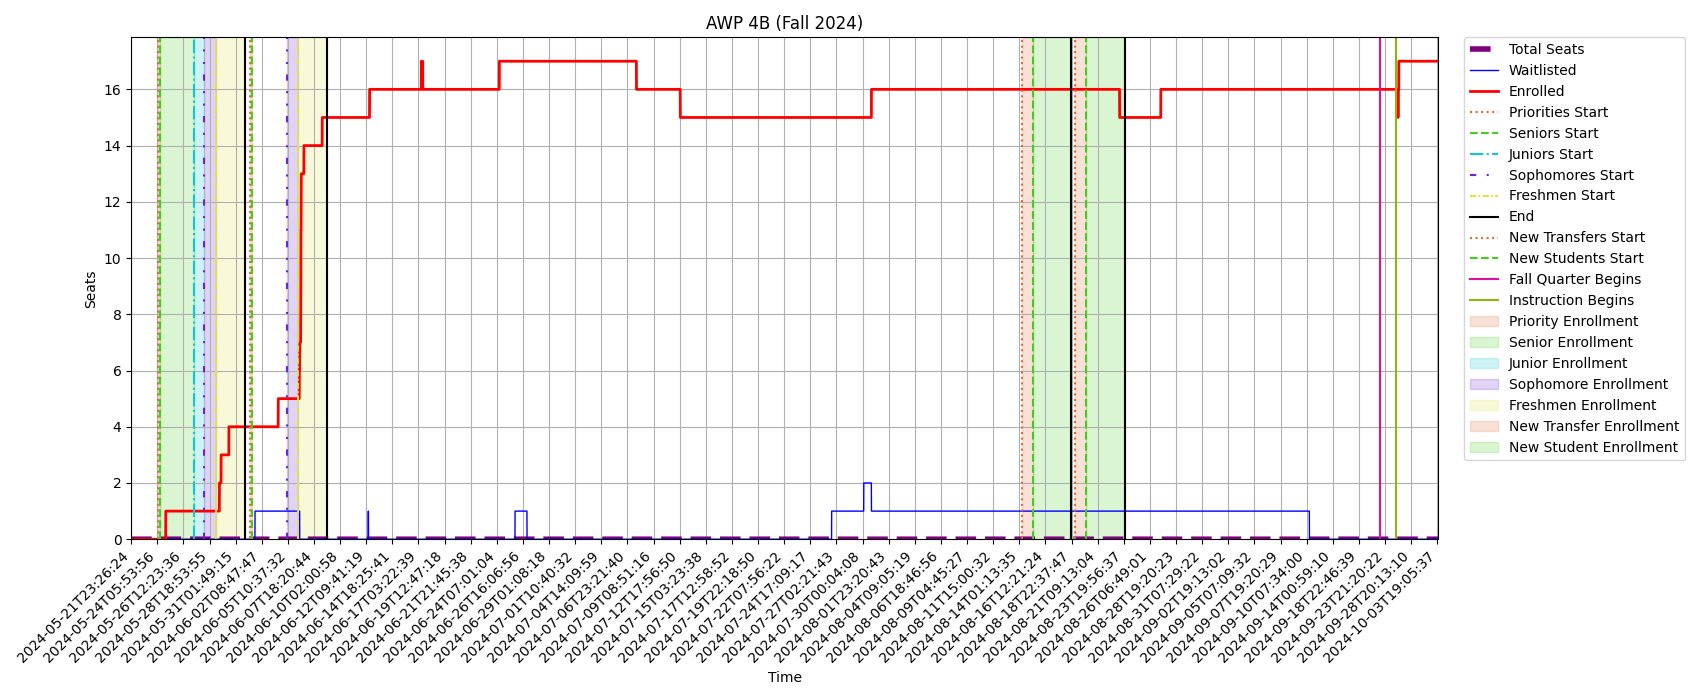 AWP 4B (Fall 2024)
Seats
16
14
12
10
8
6
4
2
0
2024-05-21T23:26:24
2024-05-24T05:53:56
2024-05-26T12:23:36
2024-05-28T18:53:55
2024-05-31T01:49:15
2024-06-02T08:47:47
2024-06-05T10:37:32
2024-06-07T18:20:44
2024-06-10T02:00:58
2024-06-12T09:41:19
2024-06-14T18:25:41
2024-06-17T03:22:39
2024-06-19T12:47:18
2024-06-21T21:45:38
2024-06-24T07:01:04
2024-06-26T16:06:56
2024-06-29T01:08:18
2024-07-01T10:40:32
2024-07-04T14:09:59
2024-07-06T23:21:40
2024-07-09T08:51:16
2024-07-12T17:56:50
2024-07-15T03:23:38
2024-07-17T12:58:52
2024-07-19T22:18:50
2024-07-22T07:56:22
2024-07-24T17:09:17
2024-07-27T02:21:43
2024-07-30T00:04:08
2024-08-01T23:20:43
2024-08-04T09:05:19
2024-08-06T18:46:56
2024-08-09T04:45:27
2024-08-11T15:00:32
2024-08-14T01:13:35
2024-08-16T12:21:24
2024-08-18T22:37:47
2024-08-21T09:13:04
2024-08-23T19:56:37
2024-08-26T06:49:01
2024-08-28T19:20:23
2024-08-31T07:29:22
2024-09-02T19:13:02
2024-09-05T07:09:32
2024-09-07T19:20:29
2024-09-10T07:34:00
2024-09-14T00:59:10
2024-09-18T22:46:39
2024-09-23T21:20:22
2024-09-28T20:13:10
2024-10-03T19:05:37
Time
Total Seats
Waitlisted
Enrolled
Priorities Start
Seniors Start
Juniors Start
Sophomores Start
Freshmen Start
End
New Transfers Start
New Students Start
Fall Quarter Begins
Instruction Begins
Priority Enrollment
Senior Enrollment
Junior Enrollment
Sophomore Enrollment
Freshmen Enrollment
New Transfer Enrollment
New Student Enrollment